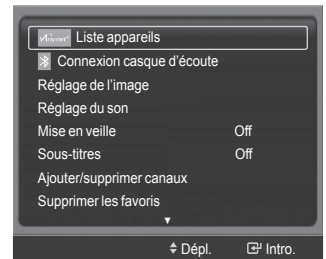 Anynet+ Liste appareils
Connexion casque d'écoute
Réglage de l'image
Réglage du son
Mise en veille Off
Sous-titres Off
Ajouter/supprimer canaux
Supprimer les favoris
Dépl. Intro.